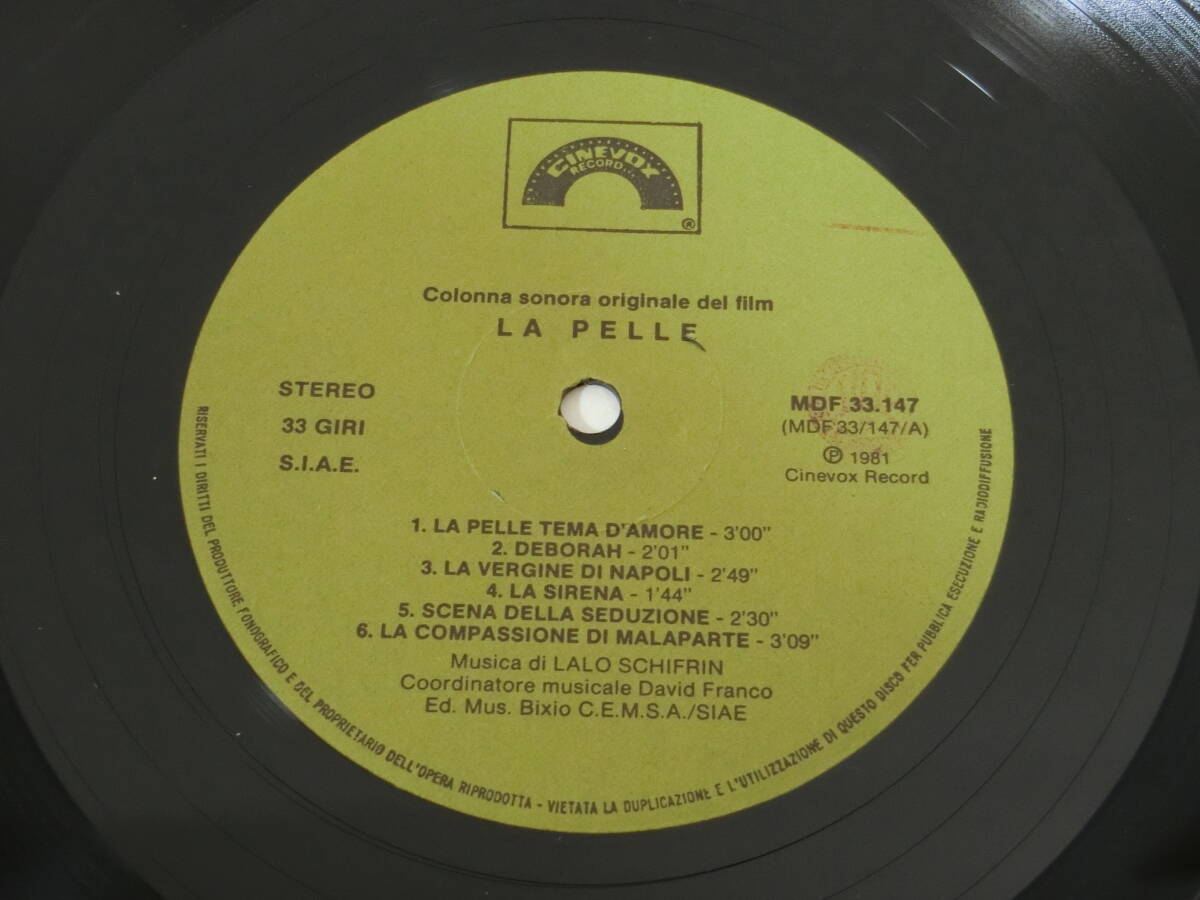 CINEVOX
RECORD
®
Colonna sonora originale del film
LA PELLE
STEREO
33 GIRI
S.I.A.E.
MDF 33.147
(MDF 33/147/A)
℗ 1981
Cinevox Record
1. LA PELLE TEMA D'AMORE - 3'00"
2. DEBORAH - 2'01"
3. LA VERGINE DI NAPOLI - 2'49"
4. LA SIRENA - 1'44"
5. SCENA DELLA SEDUZIONE - 2'30"
6. LA COMPASSIONE DI MALAPARTE - 3'09"
Musica di LALO SCHIFRIN
Coordinatore musicale David Franco
Ed. Mus. Bixio C.E.M.S.A./SIAE
RISERVATI I DIRITTI DEL PRODUTTORE FONOGRAFICO E DEL PROPRIETARIO DELL'OPERA RIPRODOTTA - VIETATA LA DUPLICAZIONE E L'UTILIZZAZIONE DI QUESTO DISCO PER PUBBLICA ESECUZIONE E RADIODIFFUSIONE